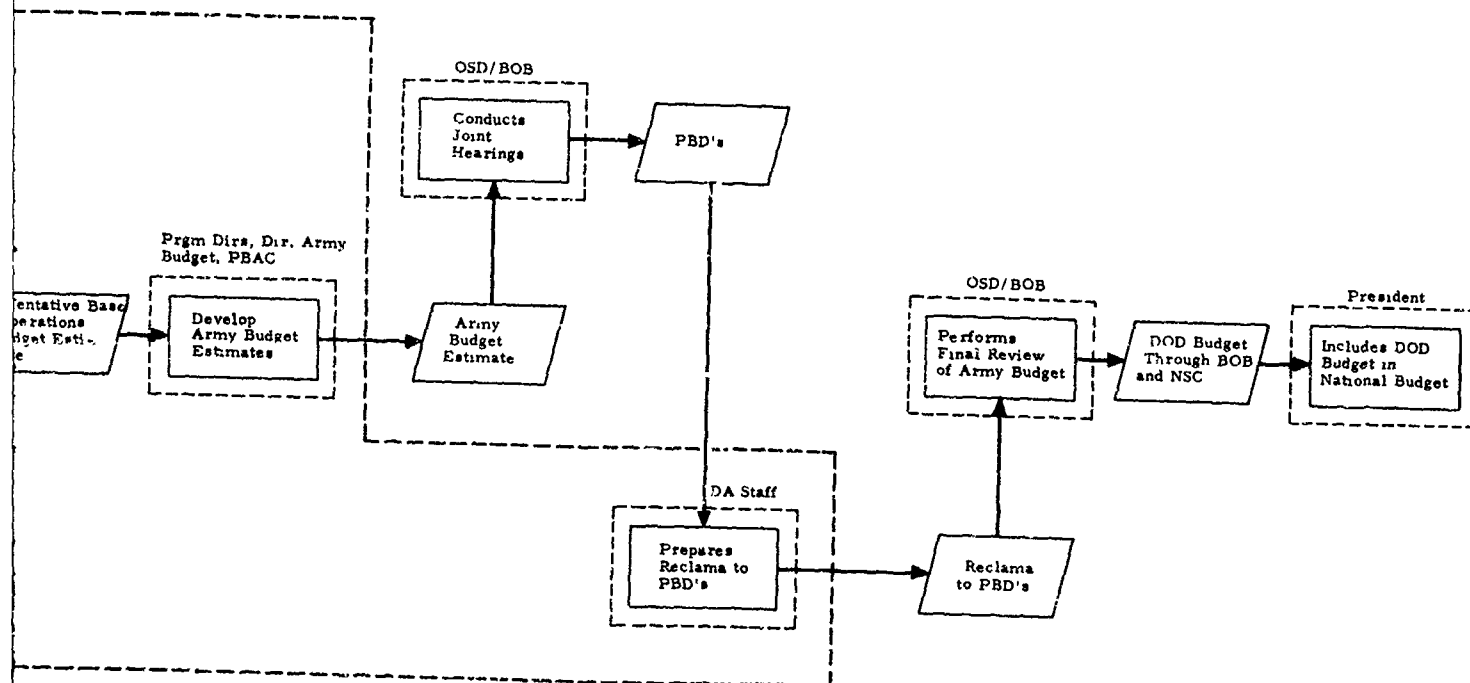 OSD/BOB
Conducts
Joint
Hearings
PBD's
Prgm Dirs, Dir. Army
Budget, PBAC
Develop
Army Budget
Estimates
Army
Budget
Estimate
OSD/BOB
Performs
Final Review
of Army Budget
DOD Budget
Through BOB
and NSC
President
Includes DOD
Budget in
National Budget
DA Staff
Prepares
Reclama to
PBD's
Reclama
to PBD's